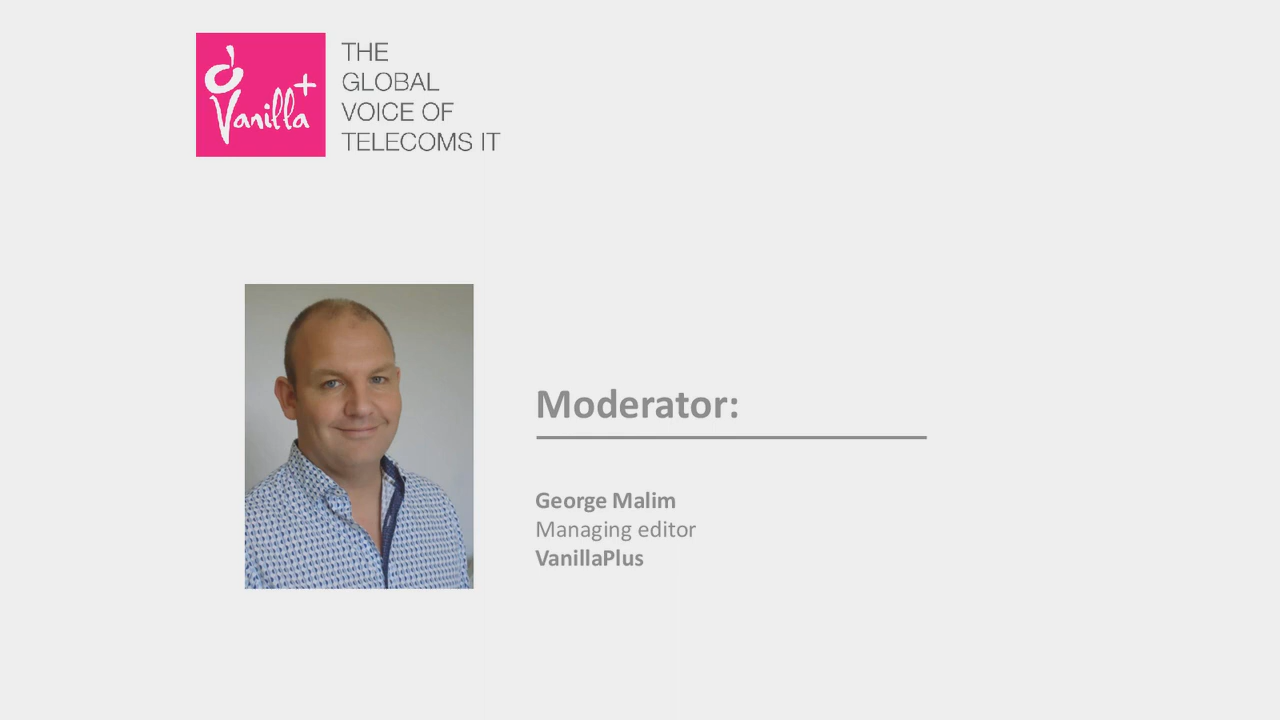 Vanilla+
THE
GLOBAL
VOICE OF
TELECOMS IT
Moderator:
George Malim
Managing editor
VanillaPlus